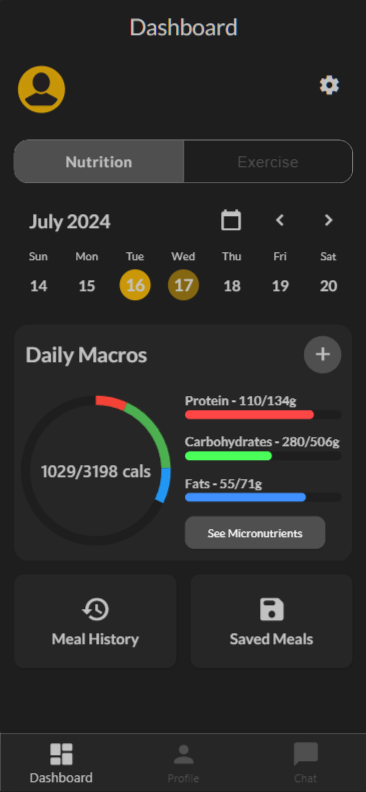 Dashboard
Nutrition Exercise
July 2024
Sun Mon Tue Wed Thu Fri Sat
14 15 16 17 18 19 20
Daily Macros
1029/3198 cals
Protein - 110/134g
Carbohydrates - 280/506g
Fats - 55/71g
See Micronutrients
Meal History Saved Meals
Dashboard Profile Chat